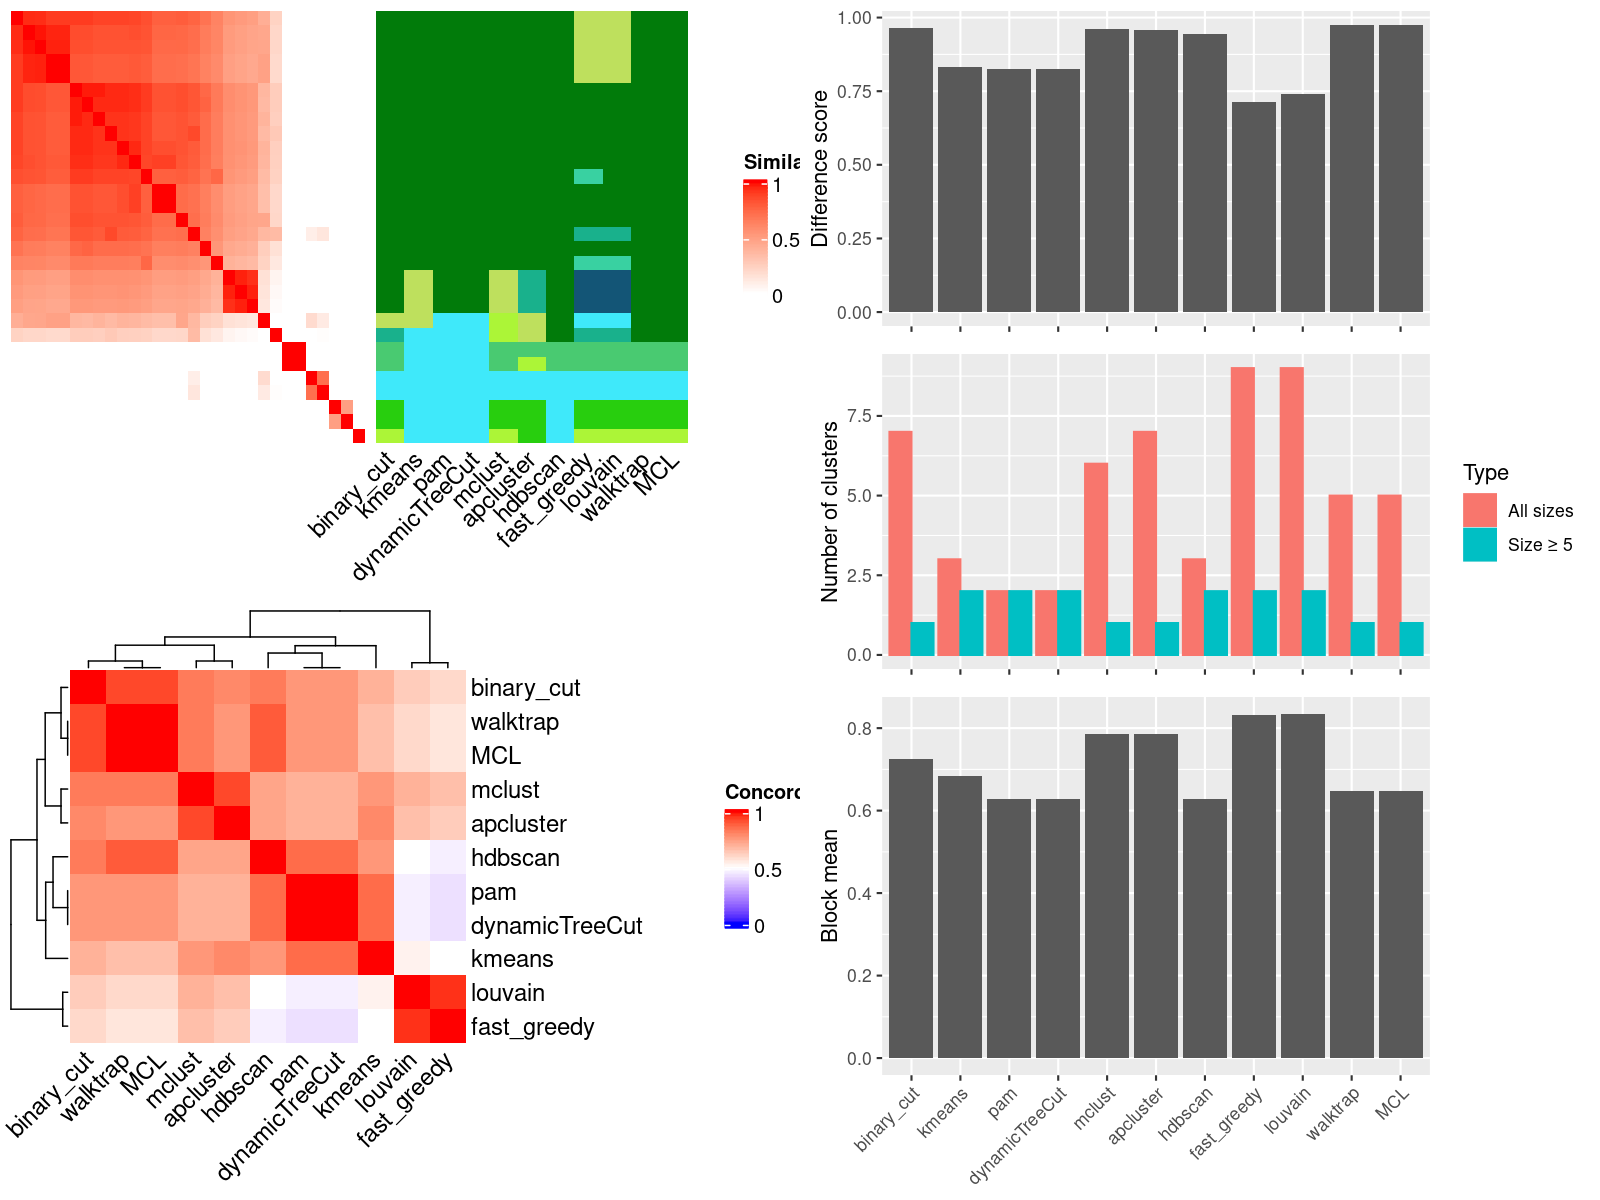 Simila
1
0.5
0
binary_cut
kmeans
pam
dynamicTreeCut
mclust
apcluster
hdbscan
fast_greedy
louvain
walktrap
MCL
binary_cut
walktrap
MCL
mclust
apcluster
hdbscan
pam
dynamicTreeCut
kmeans
louvain
fast_greedy
Concord
1
0.5
0
binary_cut
walktrap
MCL
mclust
apcluster
hdbscan
pam
dynamicTreeCut
kmeans
louvain
fast_greedy
Difference score
1.00
0.75
0.50
0.25
0.00
Number of clusters
7.5
5.0
2.5
0.0
Type
All sizes
Size ≥ 5
Block mean
0.8
0.6
0.4
0.2
0.0
binary_cut
kmeans
pam
dynamicTreeCut
mclust
apcluster
hdbscan
fast_greedy
louvain
walktrap
MCL